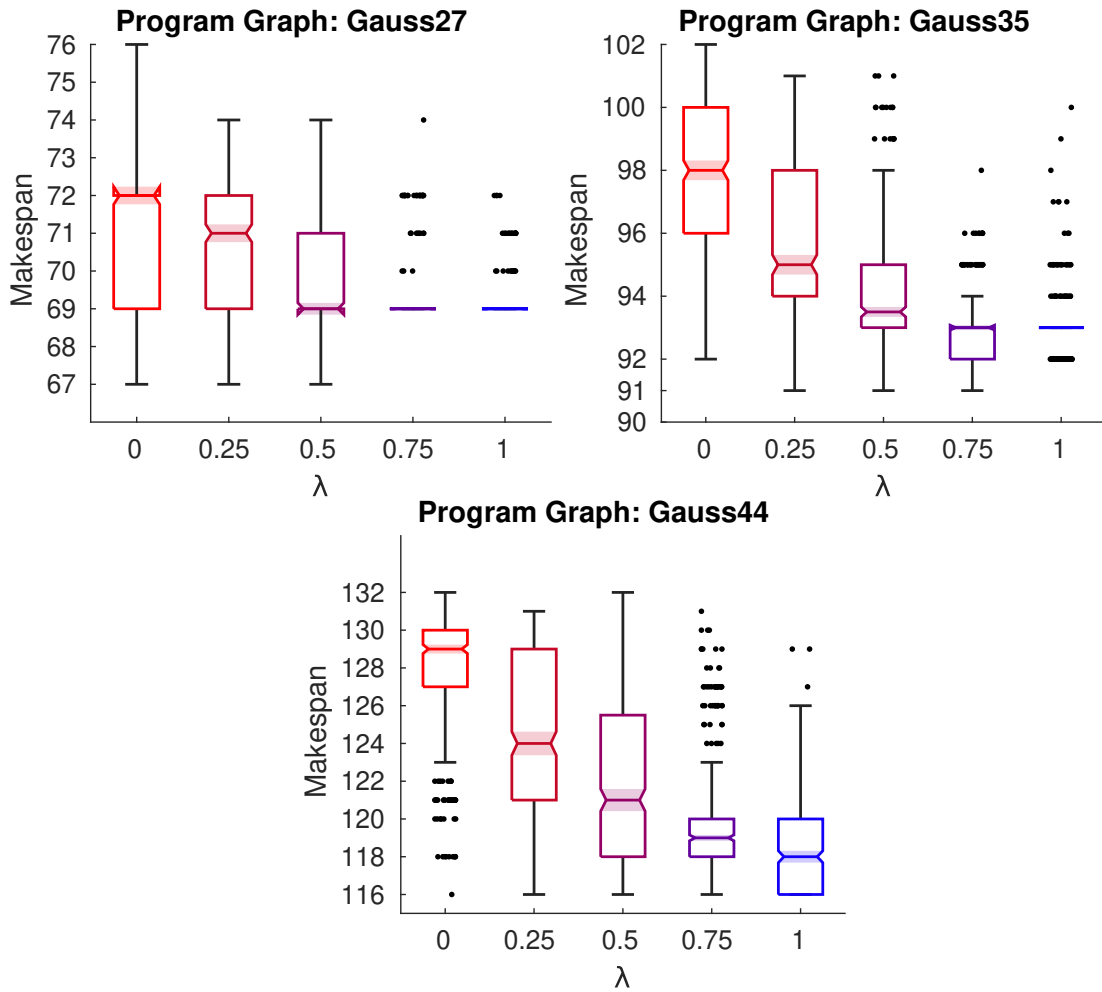 Program Graph: Gauss27
76
75
74
73
72
71
70
69
68
67
Makespan
0 0.25 0.5 0.75 1
λ
Program Graph: Gauss35
102
100
98
96
94
92
91
90
Makespan
0 0.25 0.5 0.75 1
λ
Program Graph: Gauss44
132
130
128
126
124
122
120
118
116
Makespan
0 0.25 0.5 0.75 1
λ